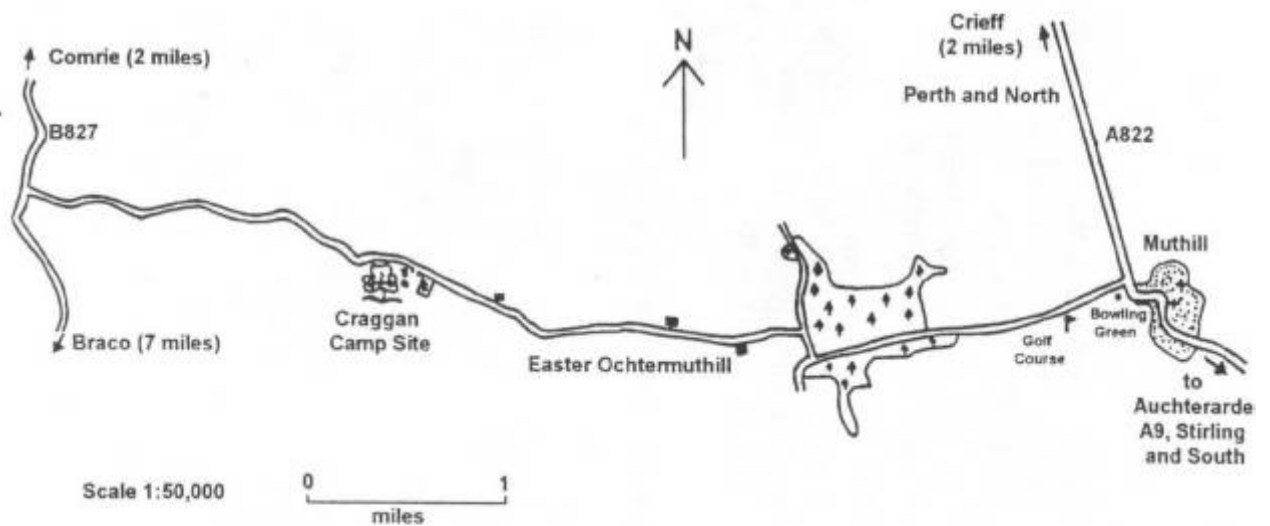 Comrie (2 miles)
B827
Braco (7 miles)
Craggan
Camp Site
Easter Ochtermuthill
N
Crieff
(2 miles)
Perth and North
A822
Muthill
Bowling
Green
Golf
Course
to
Auchterarde
A9, Stirling
and South
Scale 1:50,000
0 1
miles